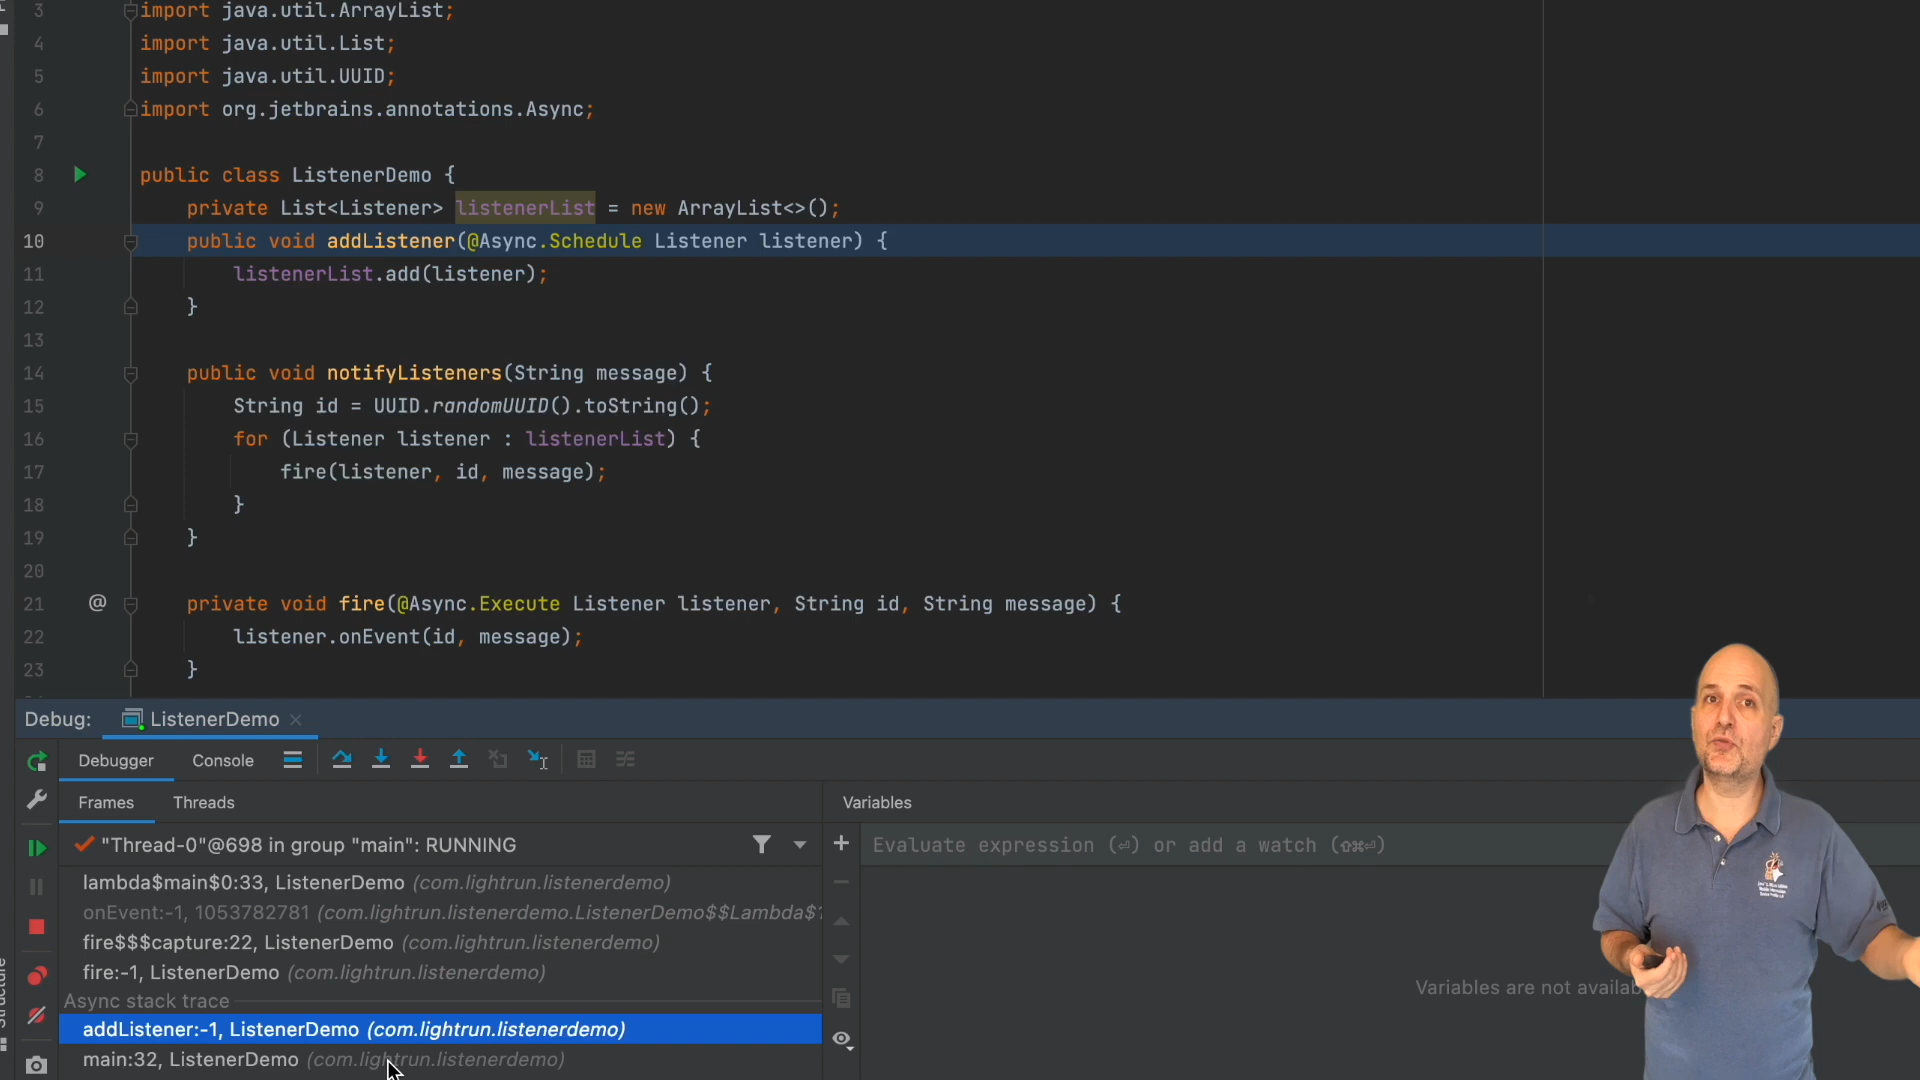 3 import java.util.ArrayList;
4 import java.util.List;
5 import java.util.UUID;
6 import org.jetbrains.annotations.Async;
7
8 public class ListenerDemo {
9 private List<Listener> listenerList = new ArrayList<>();
10 public void addListener(@Async.Schedule Listener listener) {
11 listenerList.add(listener);
12 }
13
14 public void notifyListeners(String message) {
15 String id = UUID.randomUUID().toString();
16 for (Listener listener : listenerList) {
17 fire(listener, id, message);
18 }
19 }
20
21 @ private void fire(@Async.Execute Listener listener, String id, String message) {
22 listener.onEvent(id, message);
23 }
Debug: ListenerDemo
Debugger Console
Frames Threads Variables
"Thread-0"@698 in group "main": RUNNING
Evaluate expression (⏎) or add a watch (⇧⌘⏎)
lambda$main$0:33, ListenerDemo (com.lightrun.listenerdemo)
onEvent:-1, 1053782781 (com.lightrun.listenerdemo.ListenerDemo$$Lambda$
fire$$$capture:22, ListenerDemo (com.lightrun.listenerdemo)
fire:-1, ListenerDemo (com.lightrun.listenerdemo)
Variables are not availab
Async stack trace
addListener:-1, ListenerDemo (com.lightrun.listenerdemo)
main:32, ListenerDemo (com.lightrun.listenerdemo)
Structure